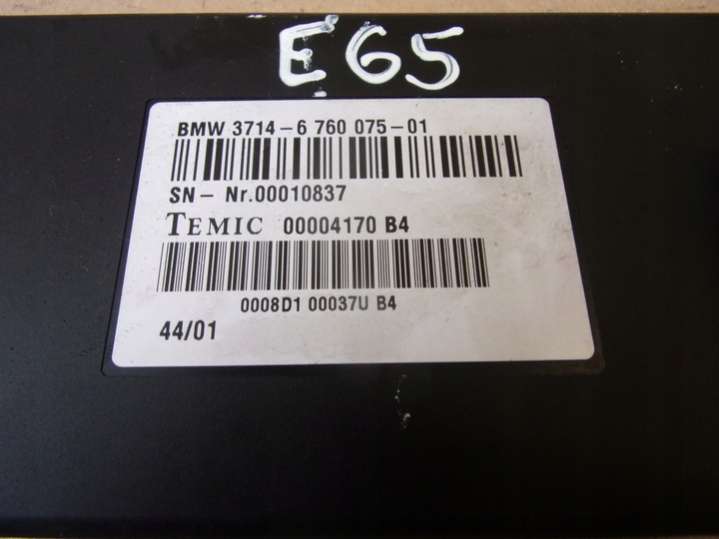 E65
BMW 3714-6 760 075-01
SN- Nr.00010837
TEMIC 00004170 B4
0008D1 00037U B4
44/01